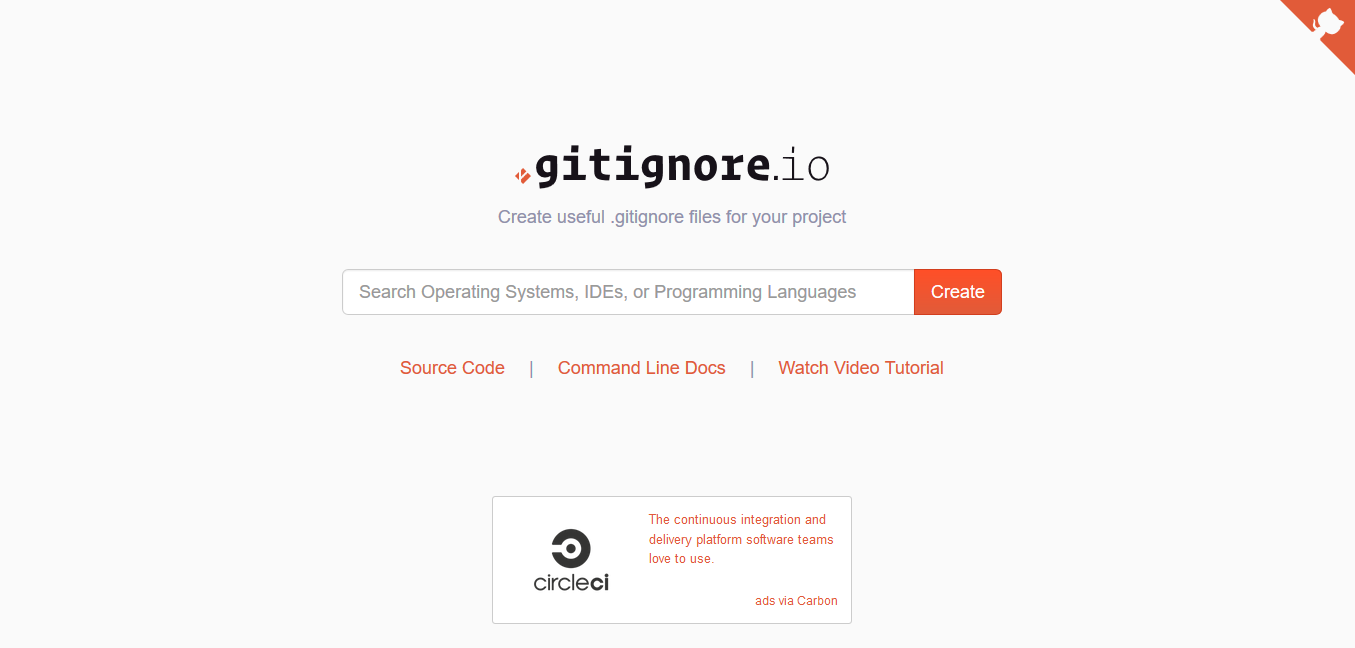 .gitignore.io
Create useful .gitignore files for your project
Search Operating Systems, IDEs, or Programming Languages
Create
Source Code | Command Line Docs | Watch Video Tutorial
The continuous integration and
delivery platform software teams
love to use.
circleci
ads via Carbon